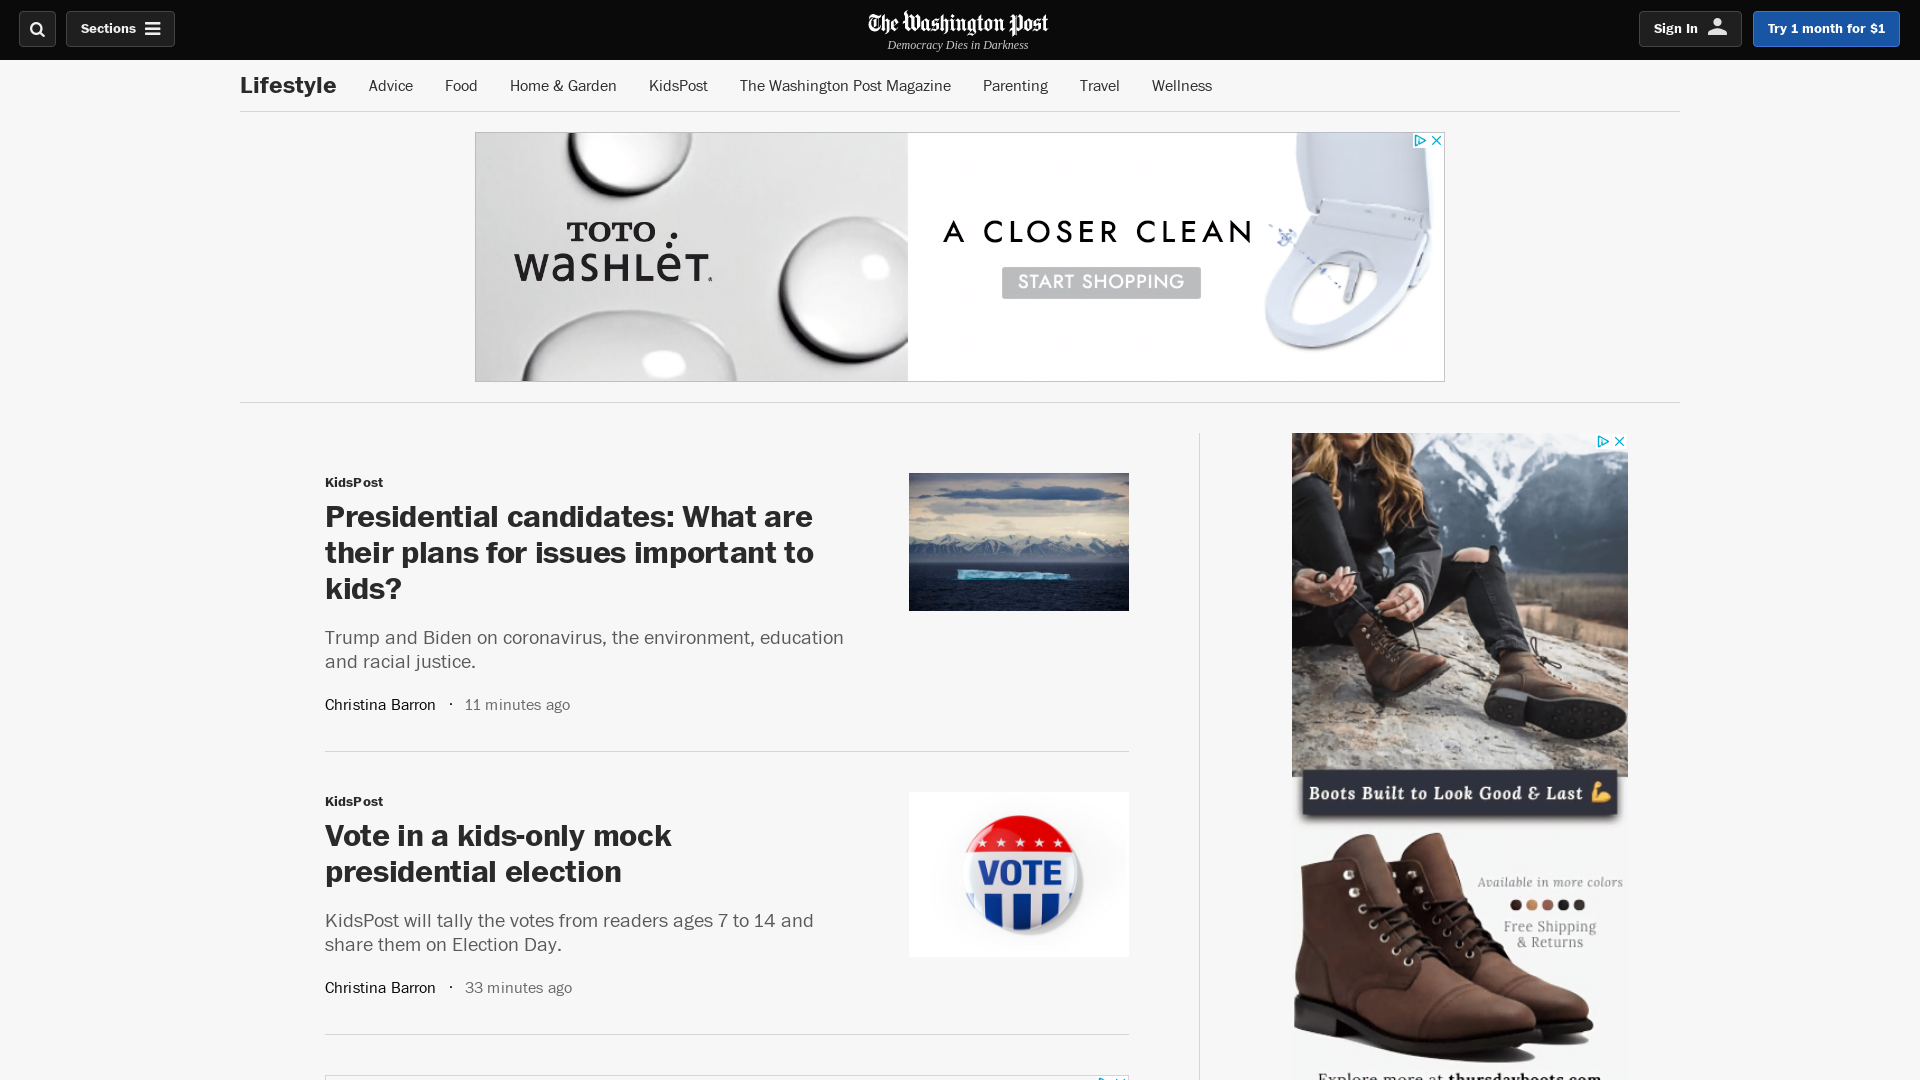 Sections
The Washington Post
Democracy Dies in Darkness
Sign In
Try 1 month for $1
Lifestyle
Advice
Food
Home & Garden
KidsPost
The Washington Post Magazine
Parenting
Travel
Wellness
TOTO
WASHLET
A CLOSER CLEAN
START SHOPPING
KidsPost
Presidential candidates: What are
their plans for issues important to
kids?
Trump and Biden on coronavirus, the environment, education
and racial justice.
Christina Barron · 11 minutes ago
KidsPost
Vote in a kids-only mock
presidential election
KidsPost will tally the votes from readers ages 7 to 14 and
share them on Election Day.
Christina Barron · 33 minutes ago
VOTE
Boots Built to Look Good & Last 💪
Available in more colors
Free Shipping
& Returns
Explore more at thursdayboots.com